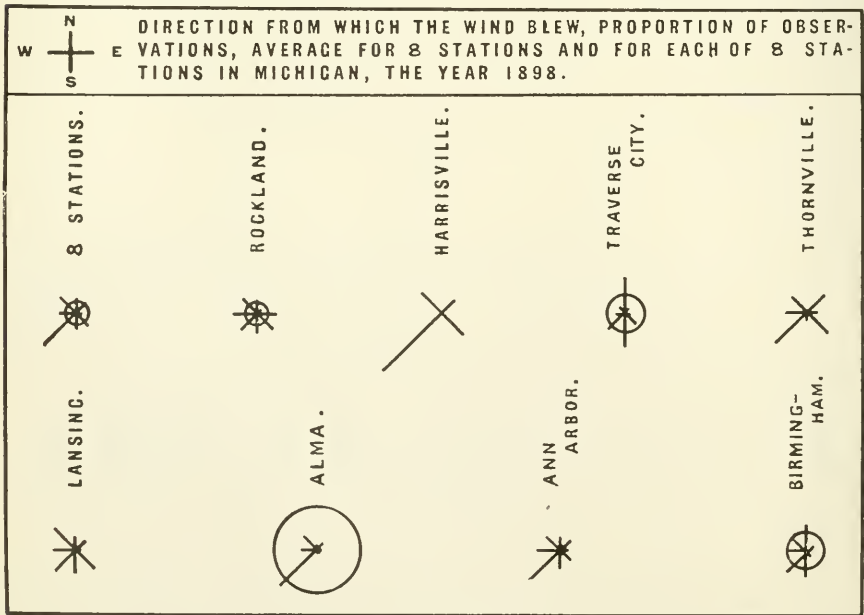 N
W E
S
DIRECTION FROM WHICH THE WIND BLEW, PROPORTION OF OBSER-
VATIONS, AVERAGE FOR 8 STATIONS AND FOR EACH OF 8 STA-
TIONS IN MICHIGAN, THE YEAR 1898.
8 STATIONS.
ROCKLAND.
HARRISVILLE.
TRAVERSE
CITY.
THORNVILLE.
LANSINC.
ALMA.
ANN
ARBOR.
BIRMING-
HAM.